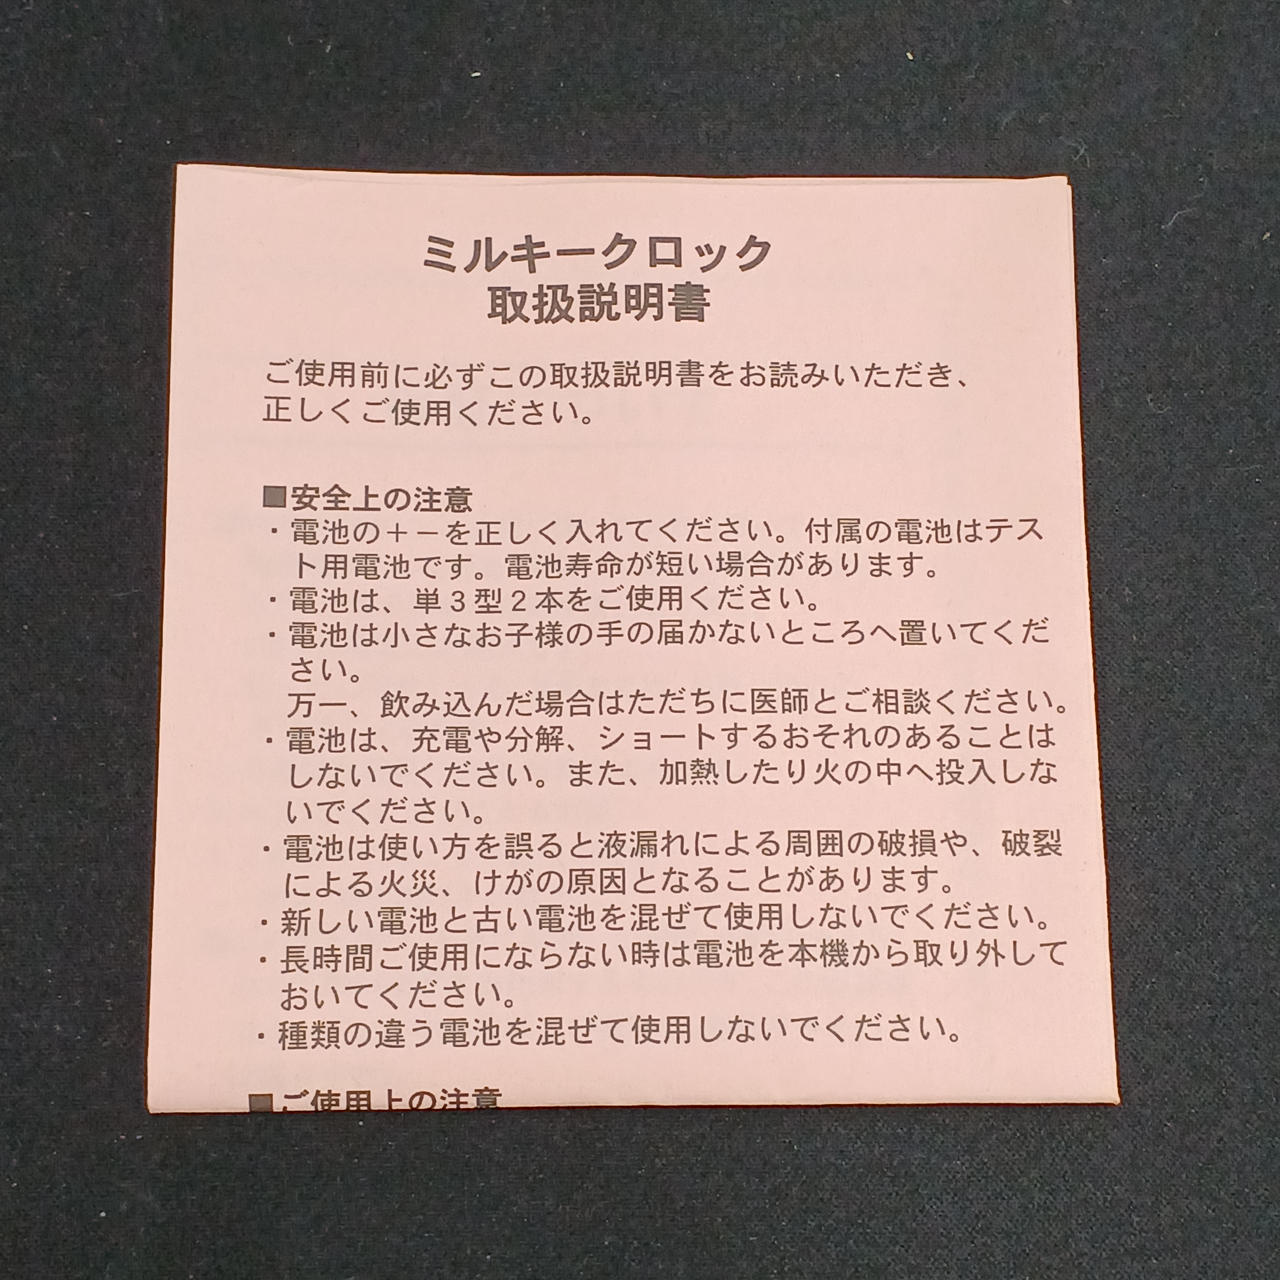 ミルキークロック
取扱説明書
ご使用前に必ずこの取扱説明書をお読みいただき、
正しくご使用ください。
■安全上の注意
・電池の＋－を正しく入れてください。付属の電池はテス
ト用電池です。電池寿命が短い場合があります。
・電池は、単３型２本をご使用ください。
・電池は小さなお子様の手の届かないところへ置いてくだ
さい。
万一、飲み込んだ場合はただちに医師とご相談ください。
・電池は、充電や分解、ショートするおそれのあることは
しないでください。また、加熱したり火の中へ投入しな
いでください。
・電池は使い方を誤ると液漏れによる周囲の破損や、破裂
による火災、けがの原因となることがあります。
・新しい電池と古い電池を混ぜて使用しないでください。
・長時間ご使用にならない時は電池を本機から取り外して
おいてください。
・種類の違う電池を混ぜて使用しないでください。
■ご使用上の注意